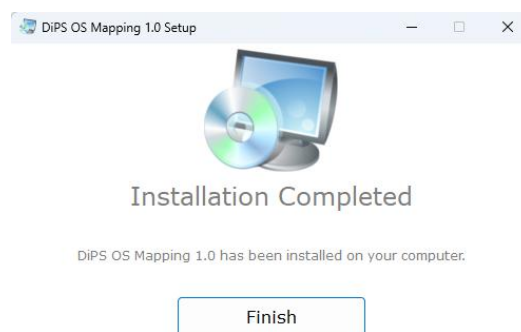 DiPS OS Mapping 1.0 Setup
Installation Completed
DiPS OS Mapping 1.0 has been installed on your computer.
Finish